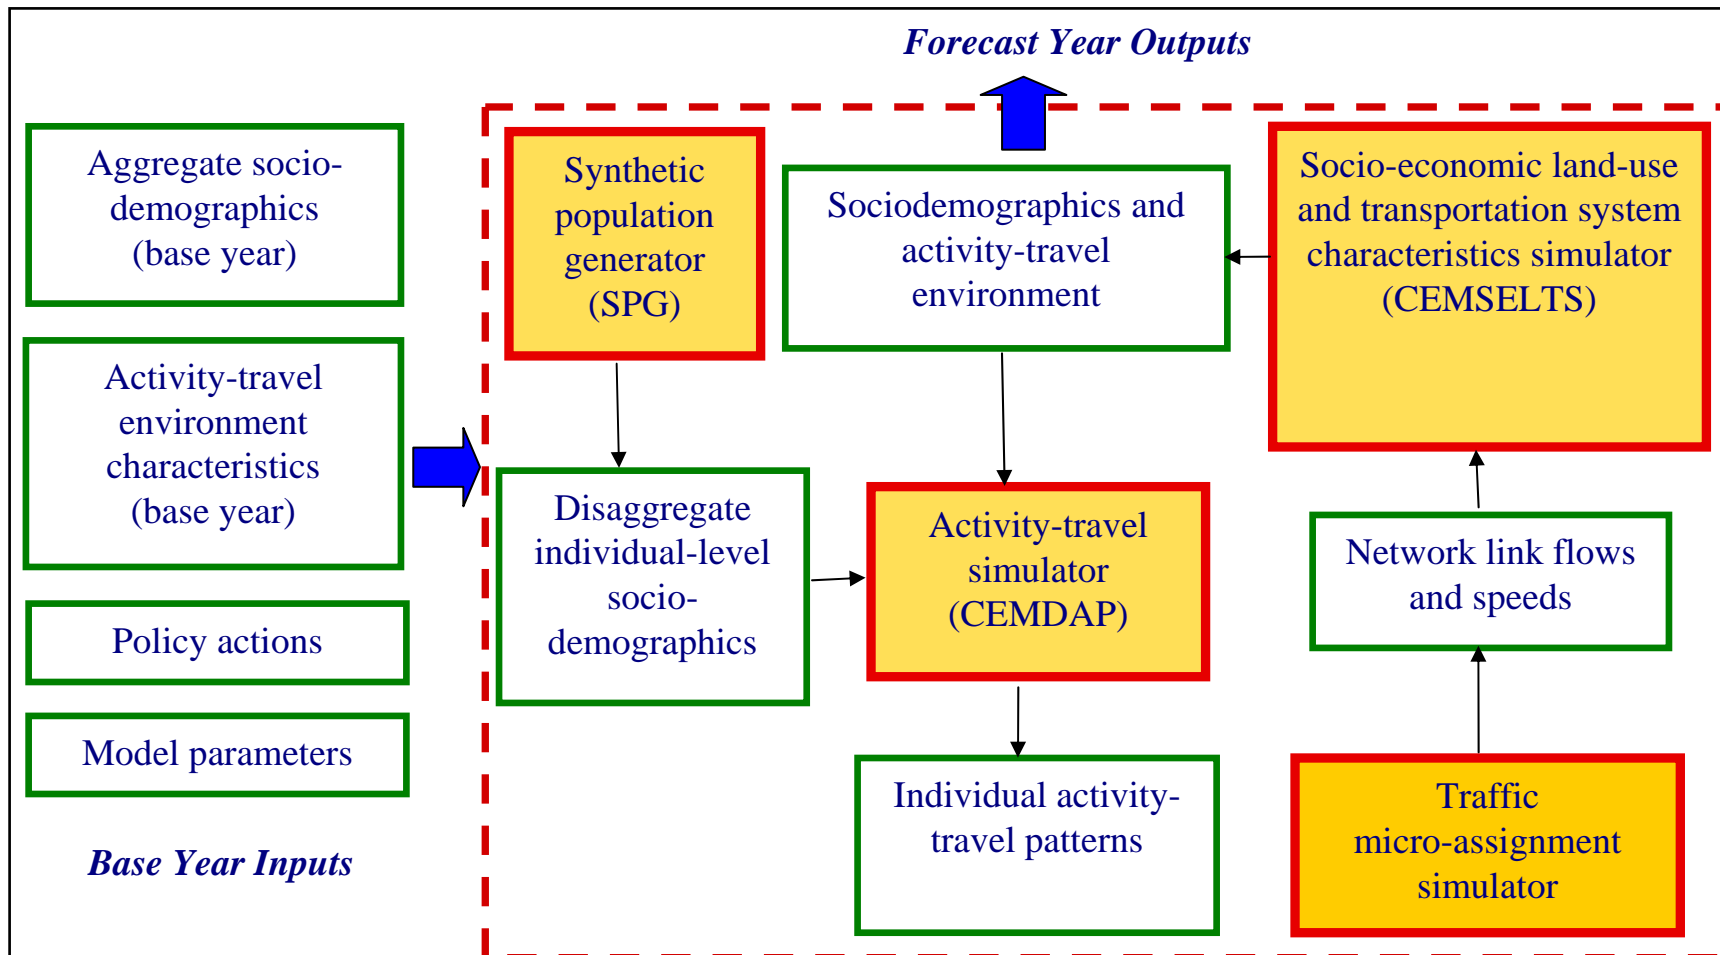 Forecast Year Outputs
Aggregate socio-
demographics
(base year)
Activity-travel
environment
characteristics
(base year)
Policy actions
Model parameters
Base Year Inputs
Synthetic
population
generator
(SPG)
Sociodemographics and
activity-travel
environment
Socio-economic land-use
and transportation system
characteristics simulator
(CEMSELTS)
Disaggregate
individual-level
socio-
demographics
Activity-travel
simulator
(CEMDAP)
Network link flows
and speeds
Individual activity-
travel patterns
Traffic
micro-assignment
simulator